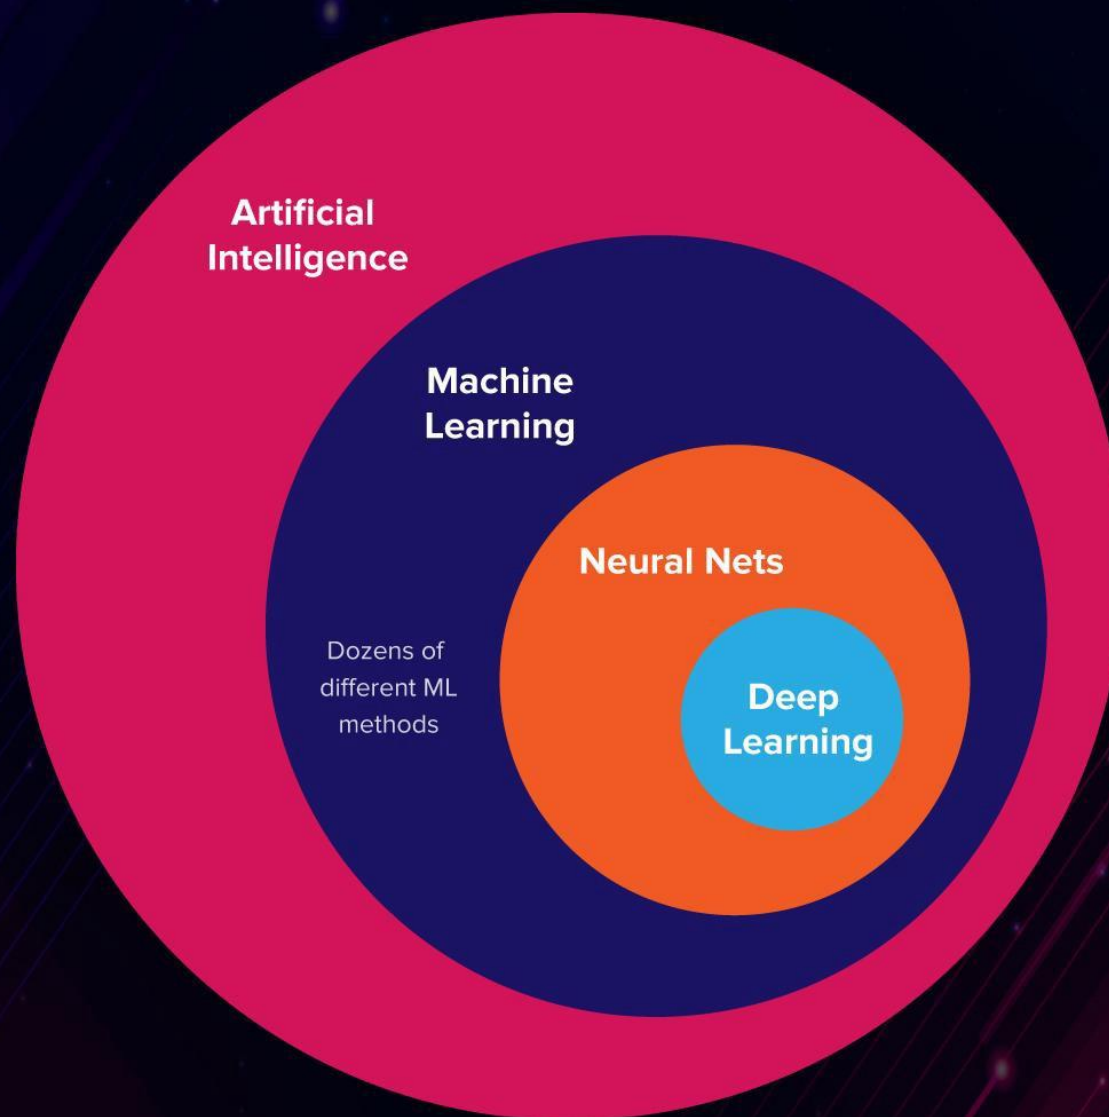 Artificial
Intelligence
Machine
Learning
Neural Nets
Dozens of
different ML
methods
Deep
Learning